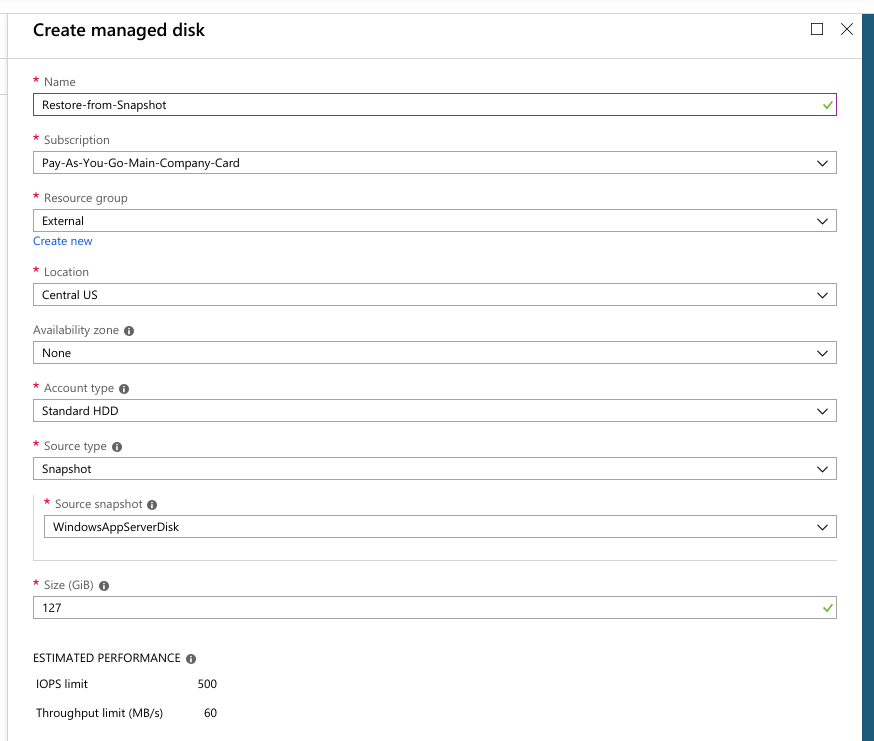 Create managed disk
* Name
Restore-from-Snapshot
* Subscription
Pay-As-You-Go-Main-Company-Card
* Resource group
External
Create new
* Location
Central US
Availability zone
None
* Account type
Standard HDD
* Source type
Snapshot
* Source snapshot
WindowsAppServerDisk
* Size (GiB)
127
ESTIMATED PERFORMANCE
IOPS limit 500
Throughput limit (MB/s) 60